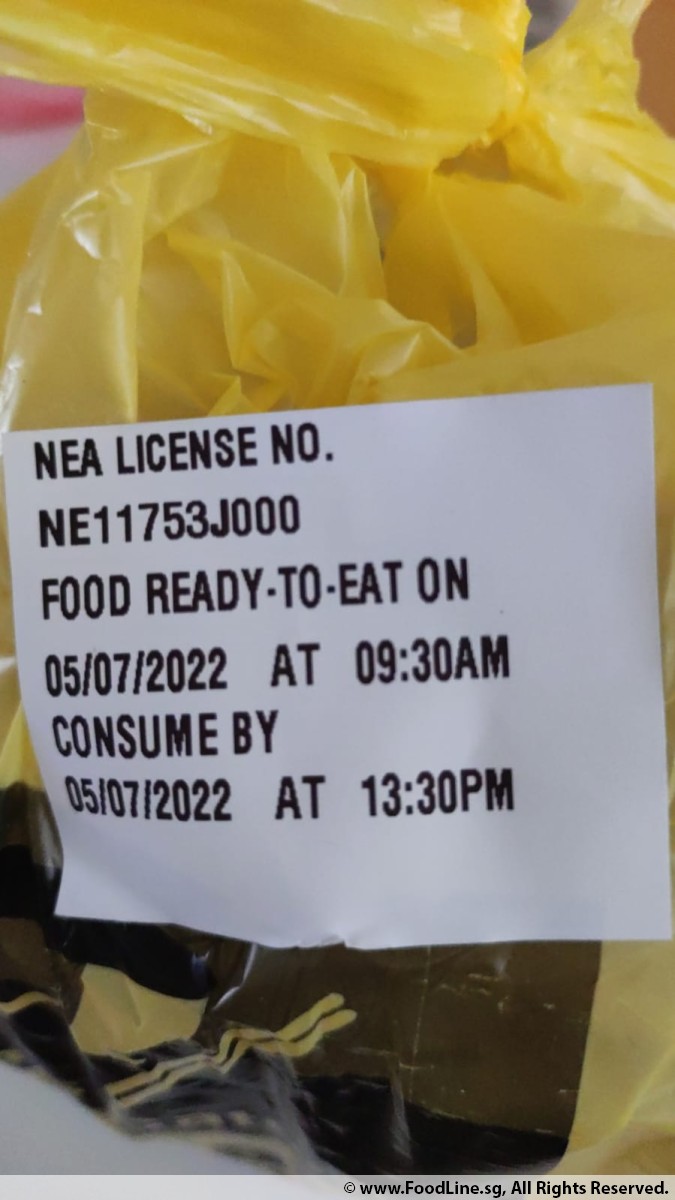 NEA LICENSE NO.
NE11753J000
FOOD READY-TO-EAT ON
05/07/2022 AT 09:30AM
CONSUME BY
05/07/2022 AT 13:30PM
© www.FoodLine.sg, All Rights Reserved.